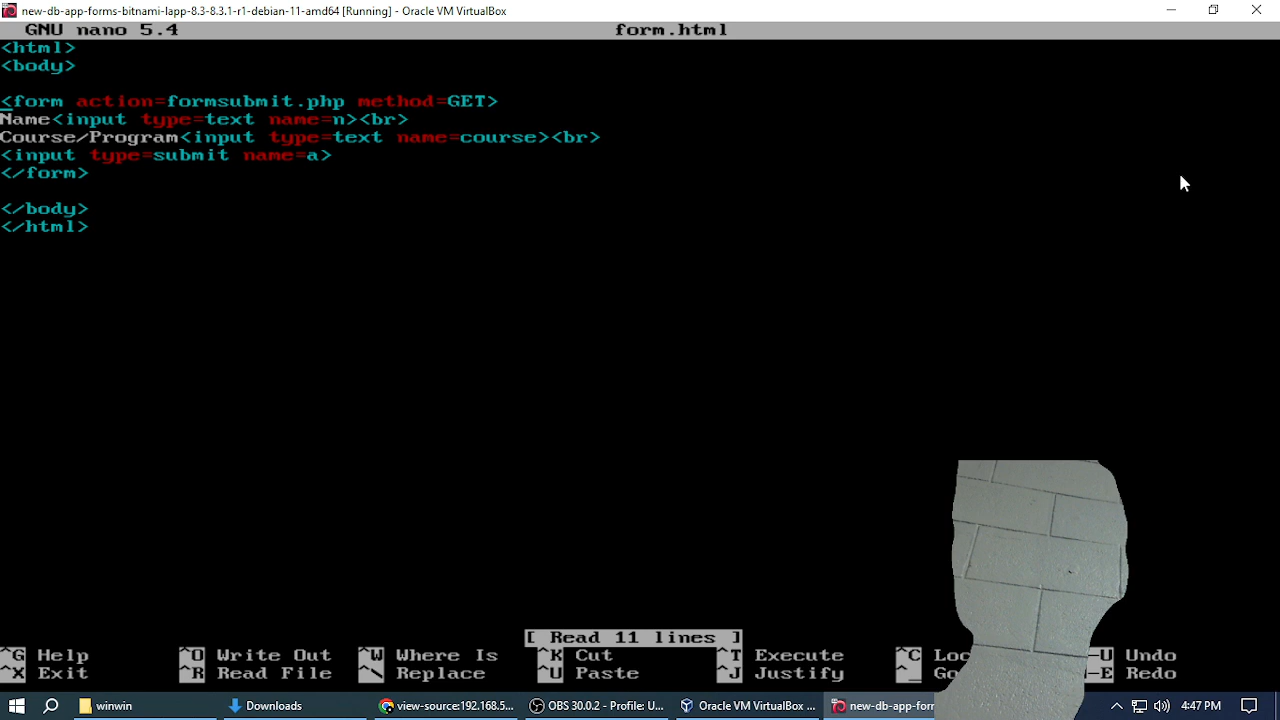 new-db-app-forms-bitnami-lapp-8.3-8.3.1-r1-debian-11-amd64 [Running] - Oracle VM VirtualBox
GNU nano 5.4 form.html
<html>
<body>
<form action=formsubmit.php method=GET>
Name<input type=text name=n><br>
Course/Program<input type=text name=course><br>
<input type=submit name=a>
</form>
</body>
</html>
[ Read 11 lines ]
^G Help ^O Write Out ^W Where Is ^K Cut ^T Execute ^C Loc -U Undo
^X Exit ^R Read File ^\ Replace ^U Paste ^J Justify ^_ Go -E Redo
winwin Downloads view-source:192.168.5... OBS 30.0.2 - Profile: U... Oracle VM VirtualBox ... new-db-app-forn 4:47 PM